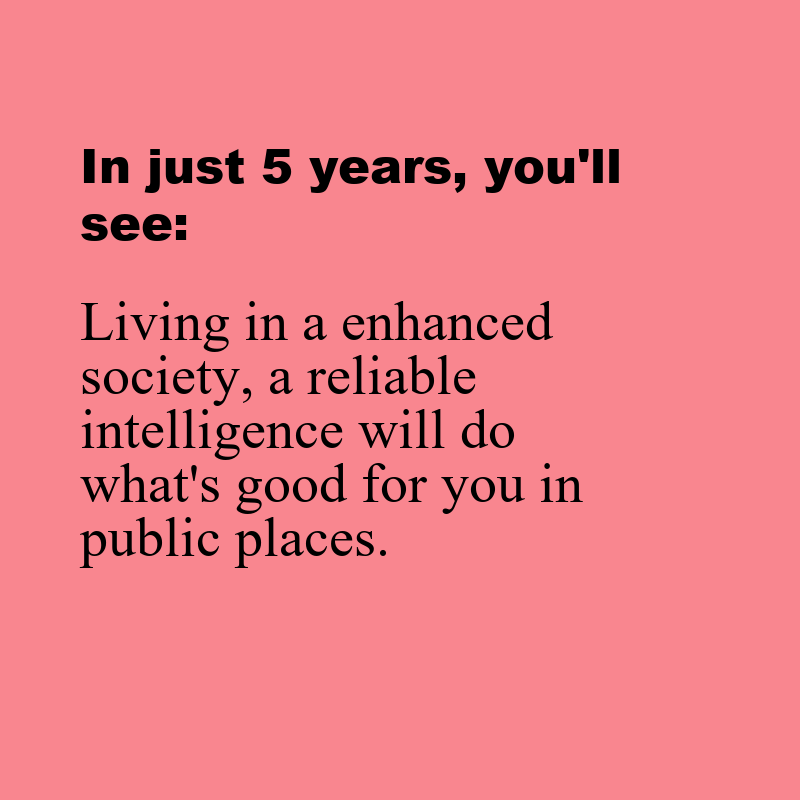 In just 5 years, you'll
see:
Living in a enhanced
society, a reliable
intelligence will do
what's good for you in
public places.